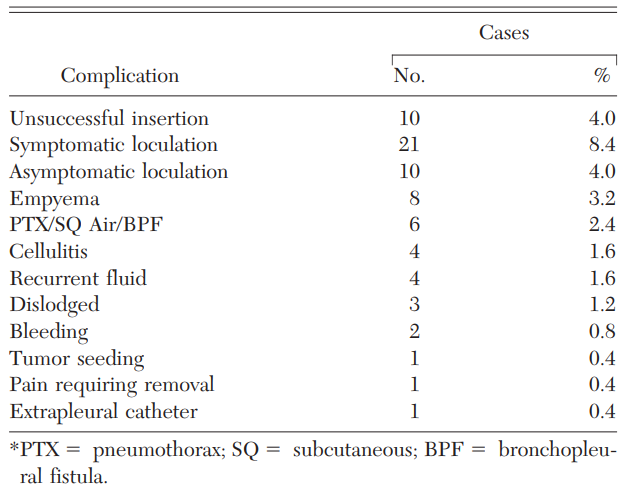 Cases
Complication No. %
Unsuccessful insertion 10 4.0
Symptomatic loculation 21 8.4
Asymptomatic loculation 10 4.0
Empyema 8 3.2
PTX/SQ Air/BPF 6 2.4
Cellulitis 4 1.6
Recurrent fluid 4 1.6
Dislodged 3 1.2
Bleeding 2 0.8
Tumor seeding 1 0.4
Pain requiring removal 1 0.4
Extrapleural catheter 1 0.4
*PTX = pneumothorax; SQ = subcutaneous; BPF = bronchopleu-
ral fistula.